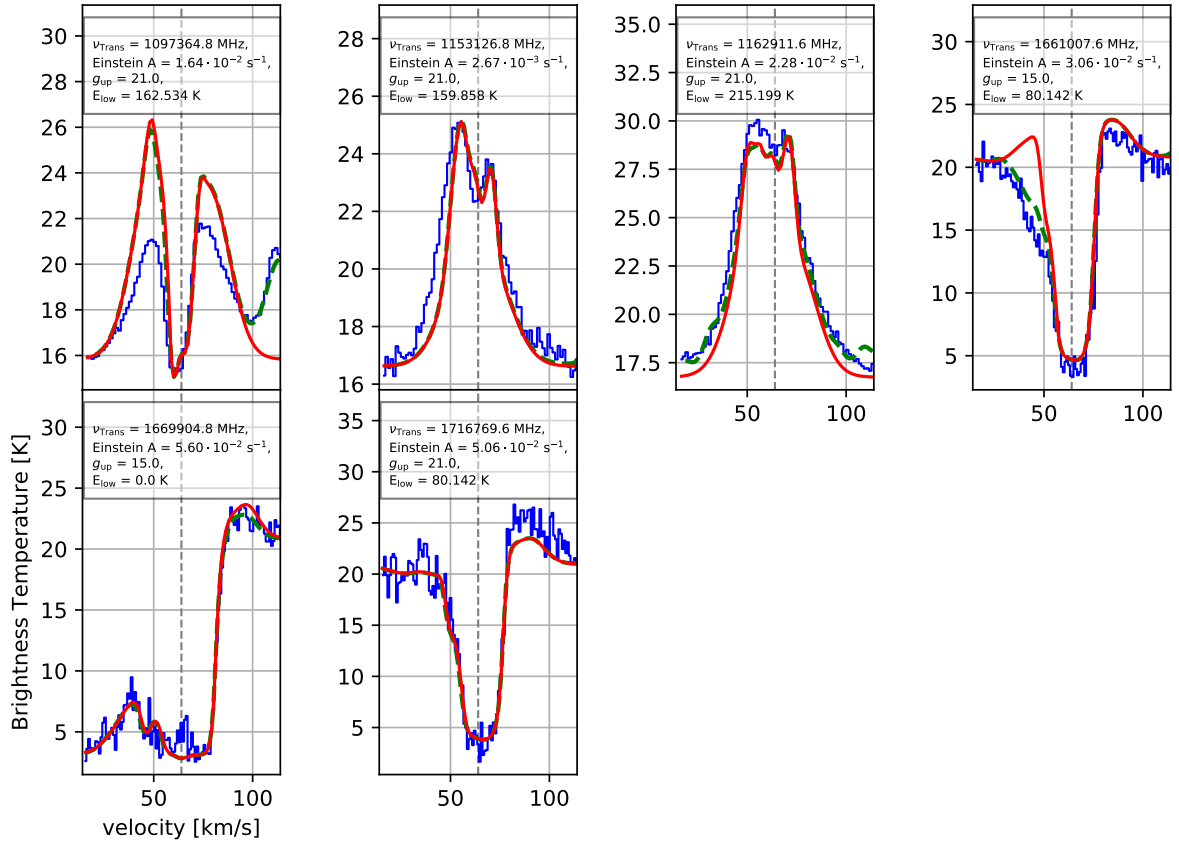 ν_Trans = 1097364.8 MHz,
Einstein A = 1.64 · 10⁻² s⁻¹,
g_up = 21.0,
E_low = 162.534 K
30
28
26
24
22
20
18
16
ν_Trans = 1153126.8 MHz,
Einstein A = 2.67 · 10⁻³ s⁻¹,
g_up = 21.0,
E_low = 159.858 K
28
26
24
22
20
18
16
ν_Trans = 1162911.6 MHz,
Einstein A = 2.28 · 10⁻² s⁻¹,
g_up = 21.0,
E_low = 215.199 K
35.0
32.5
30.0
27.5
25.0
22.5
20.0
17.5
50 100
ν_Trans = 1661007.6 MHz,
Einstein A = 3.06 · 10⁻² s⁻¹,
g_up = 15.0,
E_low = 80.142 K
30
25
20
15
10
5
50 100
Brightness Temperature [K]
ν_Trans = 1669904.8 MHz,
Einstein A = 5.60 · 10⁻² s⁻¹,
g_up = 15.0,
E_low = 0.0 K
30
25
20
15
10
5
50 100
velocity [km/s]
ν_Trans = 1716769.6 MHz,
Einstein A = 5.06 · 10⁻² s⁻¹,
g_up = 21.0,
E_low = 80.142 K
35
30
25
20
15
10
5
50 100